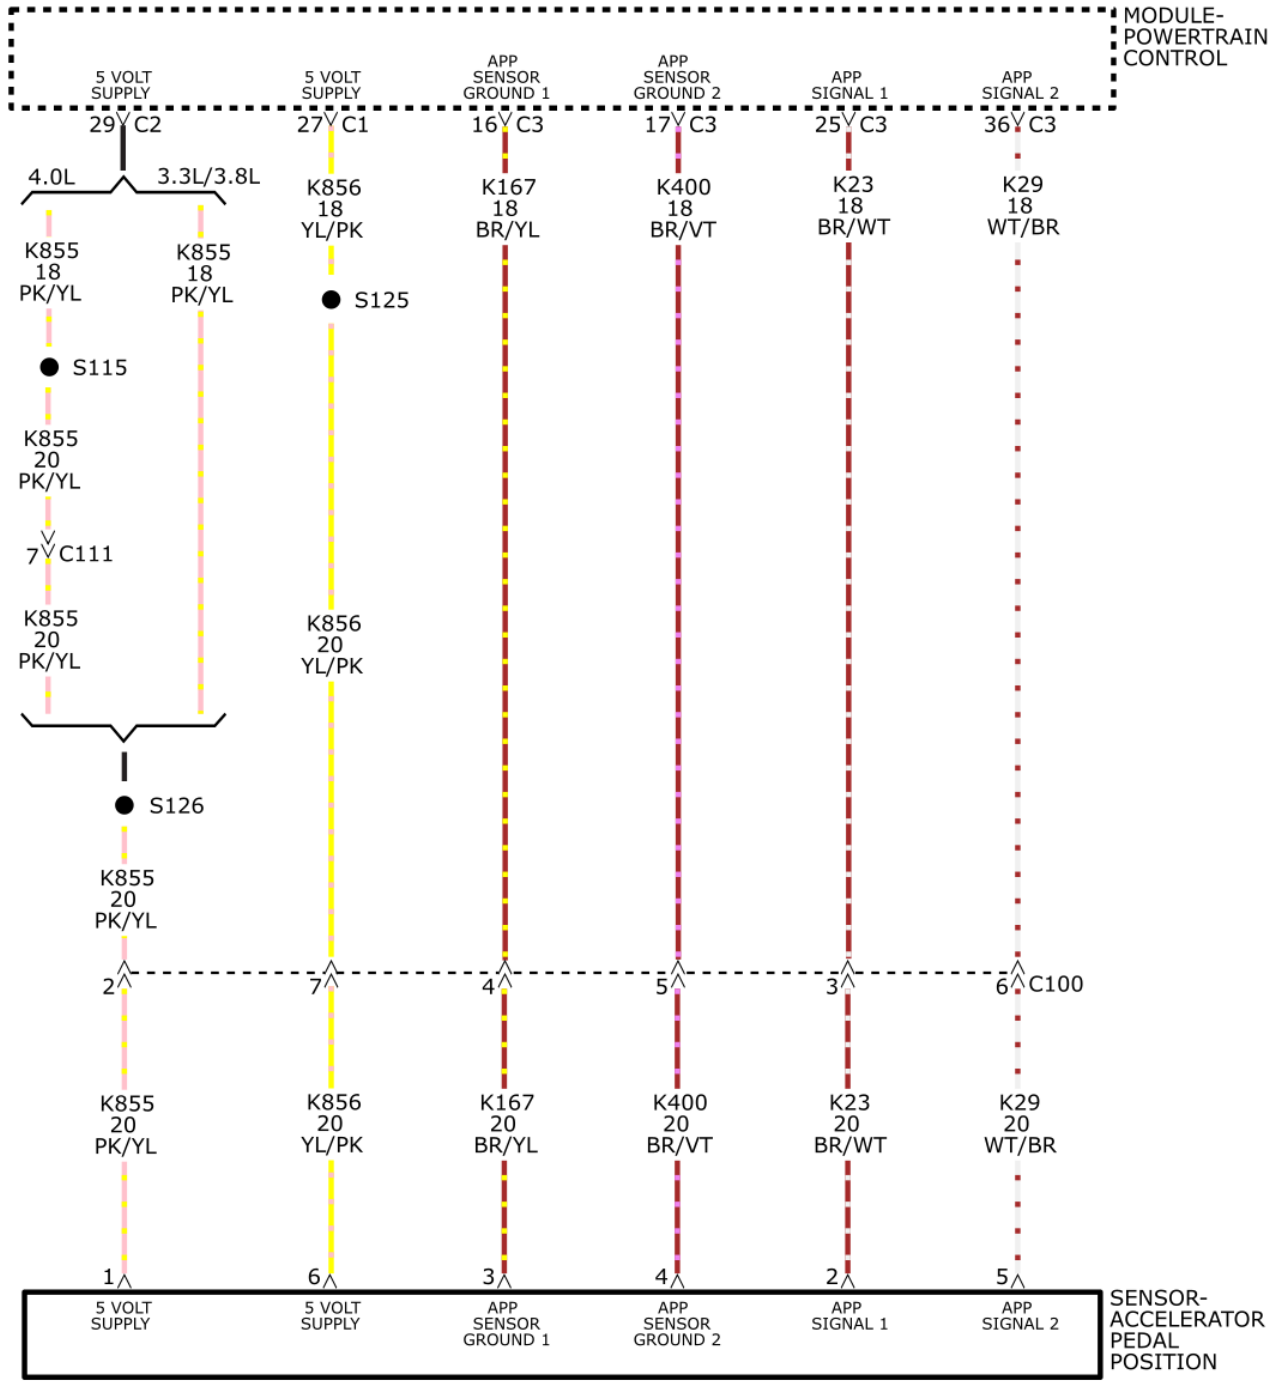 MODULE-
POWERTRAIN
CONTROL
5 VOLT
SUPPLY
5 VOLT
SUPPLY
APP
SENSOR
GROUND 1
APP
SENSOR
GROUND 2
APP
SIGNAL 1
APP
SIGNAL 2
29 C2
27 C1
16 C3
17 C3
25 C3
36 C3
4.0L
3.3L/3.8L
K856
18
YL/PK
K167
18
BR/YL
K400
18
BR/VT
K23
18
BR/WT
K29
18
WT/BR
K855
18
PK/YL
K855
18
PK/YL
S125
S115
K855
20
PK/YL
7 C111
K855
20
PK/YL
K856
20
YL/PK
S126
K855
20
PK/YL
2
7
4
5
3
6 C100
K855
20
PK/YL
K856
20
YL/PK
K167
20
BR/YL
K400
20
BR/VT
K23
20
BR/WT
K29
20
WT/BR
1
6
3
4
2
5
5 VOLT
SUPPLY
5 VOLT
SUPPLY
APP
SENSOR
GROUND 1
APP
SENSOR
GROUND 2
APP
SIGNAL 1
APP
SIGNAL 2
SENSOR-
ACCELERATOR
PEDAL
POSITION